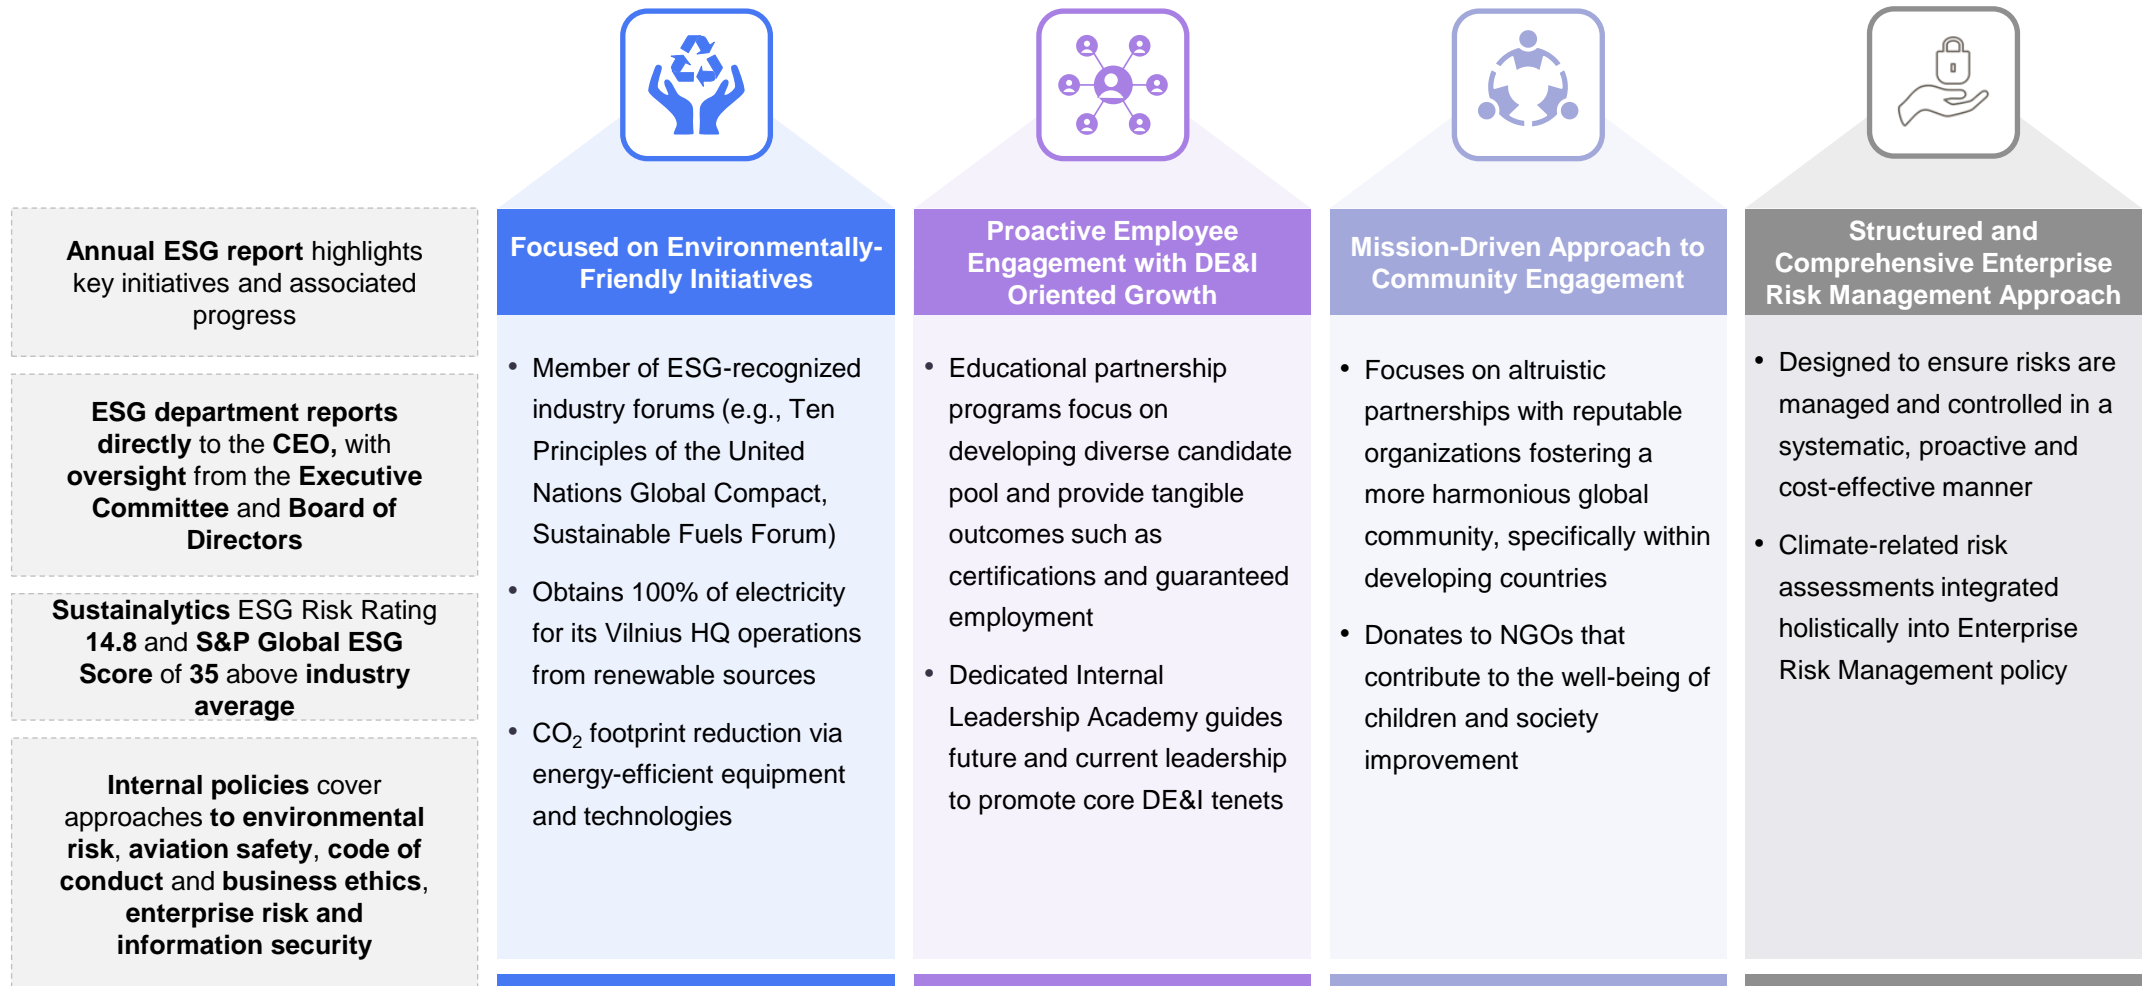 Annual ESG report highlights
key initiatives and associated
progress
ESG department reports
directly to the CEO, with
oversight from the Executive
Committee and Board of
Directors
Sustainalytics ESG Risk Rating
14.8 and S&P Global ESG
Score of 35 above industry
average
Internal policies cover
approaches to environmental
risk, aviation safety, code of
conduct and business ethics,
enterprise risk and
information security
Focused on Environmentally-
Friendly Initiatives
• Member of ESG-recognized
industry forums (e.g., Ten
Principles of the United
Nations Global Compact,
Sustainable Fuels Forum)
• Obtains 100% of electricity
for its Vilnius HQ operations
from renewable sources
• CO₂ footprint reduction via
energy-efficient equipment
and technologies
Proactive Employee
Engagement with DE&I
Oriented Growth
• Educational partnership
programs focus on
developing diverse candidate
pool and provide tangible
outcomes such as
certifications and guaranteed
employment
• Dedicated Internal
Leadership Academy guides
future and current leadership
to promote core DE&I tenets
Mission-Driven Approach to
Community Engagement
• Focuses on altruistic
partnerships with reputable
organizations fostering a
more harmonious global
community, specifically within
developing countries
• Donates to NGOs that
contribute to the well-being of
children and society
improvement
Structured and
Comprehensive Enterprise
Risk Management Approach
• Designed to ensure risks are
managed and controlled in a
systematic, proactive and
cost-effective manner
• Climate-related risk
assessments integrated
holistically into Enterprise
Risk Management policy